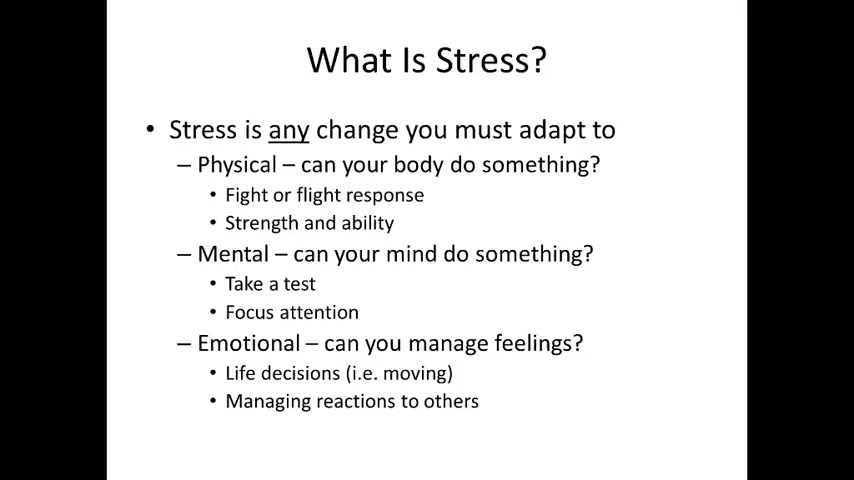 What Is Stress?
• Stress is any change you must adapt to
– Physical – can your body do something?
• Fight or flight response
• Strength and ability
– Mental – can your mind do something?
• Take a test
• Focus attention
– Emotional – can you manage feelings?
• Life decisions (i.e. moving)
• Managing reactions to others